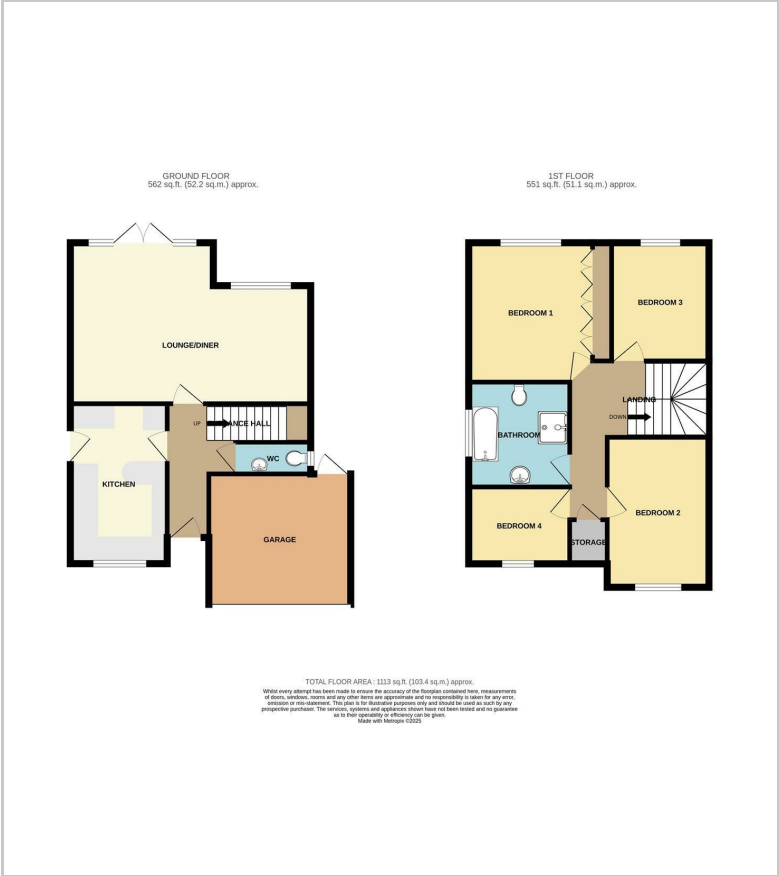 GROUND FLOOR
562 sq.ft. (52.2 sq.m.) approx.
LOUNGE/DINER
UP
ENTRANCE HALL
WC
KITCHEN
GARAGE
1ST FLOOR
551 sq.ft. (51.1 sq.m.) approx.
BEDROOM 1
BEDROOM 3
LANDING
DOWN
BATHROOM
BEDROOM 2
BEDROOM 4
STORAGE
TOTAL FLOOR AREA : 1113 sq.ft. (103.4 sq.m.) approx.
Whilst every attempt has been made to ensure the accuracy of the floorplan contained here, measurements
of doors, windows, rooms and any other items are approximate and no responsibility is taken for any error,
omission or mis-statement. This plan is for illustrative purposes only and should be used as such by any
prospective purchaser. The services, systems and appliances shown have not been tested and no guarantee
as to their operability or efficiency can be given.
Made with Metropix ©2025